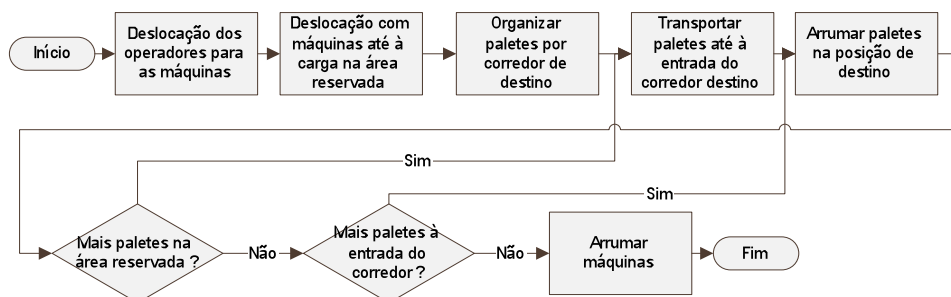 Início
Deslocação dos
operadores para
as máquinas
Deslocação com
máquinas até à
carga na área
reservada
Organizar
paletes por
corredor de
destino
Transportar
paletes até à
entrada do
corredor destino
Arrumar paletes
na posição de
destino
Sim
Sim
Mais paletes na
área reservada ?
Não
Mais paletes à
entrada do
corredor ?
Não
Arrumar
máquinas
Fim